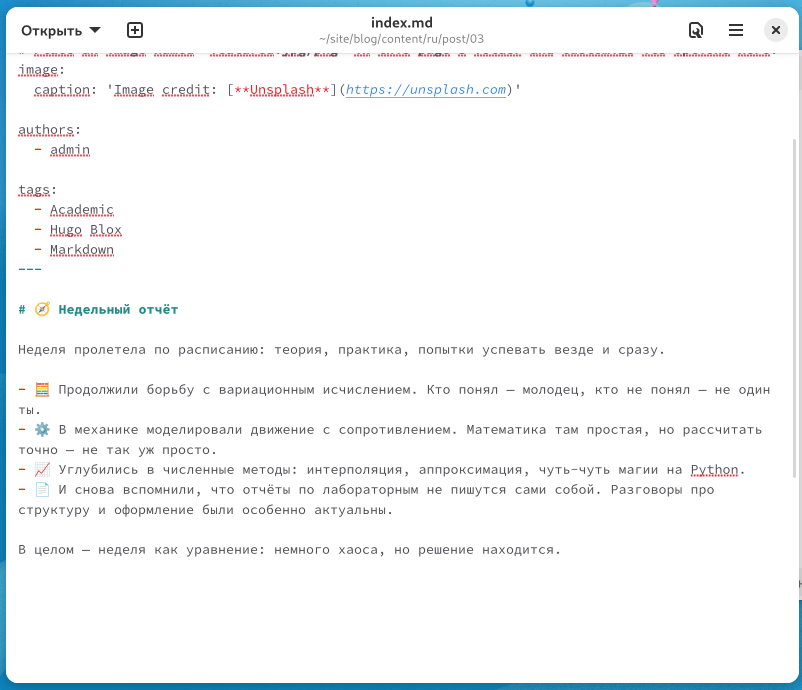 Открыть
index.md
~/site/blog/content/ru/post/03
image:
caption: 'Image credit: [**Unsplash**](https://unsplash.com)'
authors:
- admin
tags:
- Academic
- Hugo Blox
- Markdown
---
# 🧭 Недельный отчёт
Неделя пролетела по расписанию: теория, практика, попытки успевать везде и сразу.
- 🧮 Продолжили борьбу с вариационным исчислением. Кто понял — молодец, кто не понял — не один
ты.
- ⚙️ В механике моделировали движение с сопротивлением. Математика там простая, но рассчитать
точно — не так уж просто.
- 📈 Углубились в численные методы: интерполяция, аппроксимация, чуть-чуть магии на Python.
- 📄 И снова вспомнили, что отчёты по лабораторным не пишутся сами собой. Разговоры про
структуру и оформление были особенно актуальны.
В целом — неделя как уравнение: немного хаоса, но решение находится.